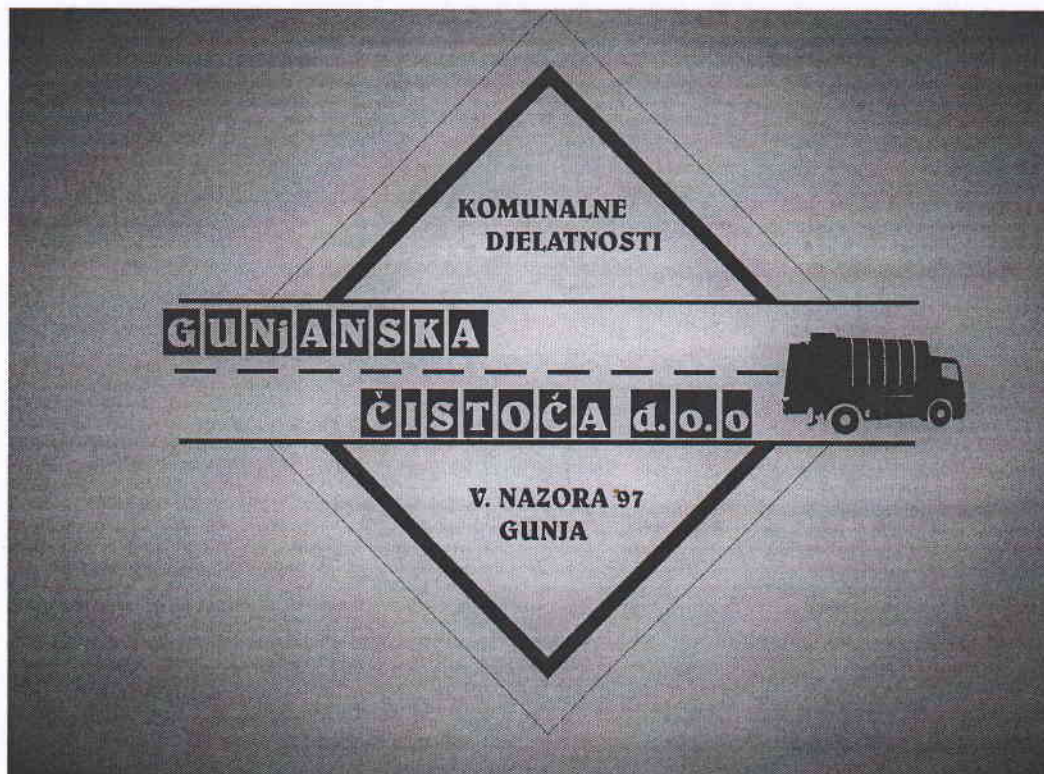 KOMUNALNE
DJELATNOSTI
GUNjANSKA
ČISTOĆA d.o.o
V. NAZORA 97
GUNJA